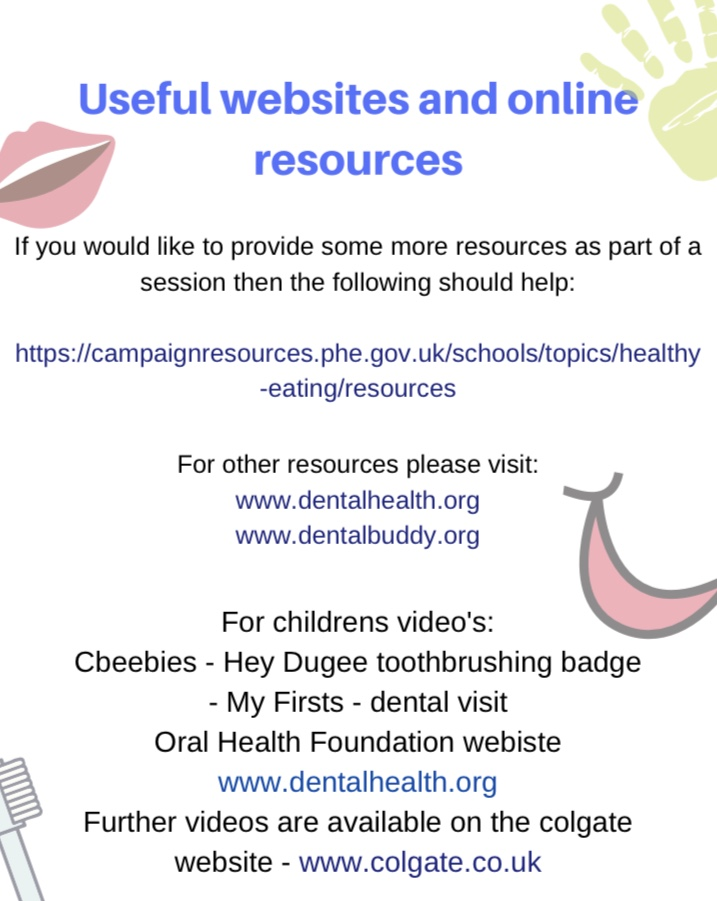 Useful websites and online
resources
If you would like to provide some more resources as part of a
session then the following should help:
https://campaignresources.phe.gov.uk/schools/topics/healthy
-eating/resources
For other resources please visit:
www.dentalhealth.org
www.dentalbuddy.org
For childrens video's:
Cbeebies - Hey Dugee toothbrushing badge
- My Firsts - dental visit
Oral Health Foundation webiste
www.dentalhealth.org
Further videos are available on the colgate
website - www.colgate.co.uk